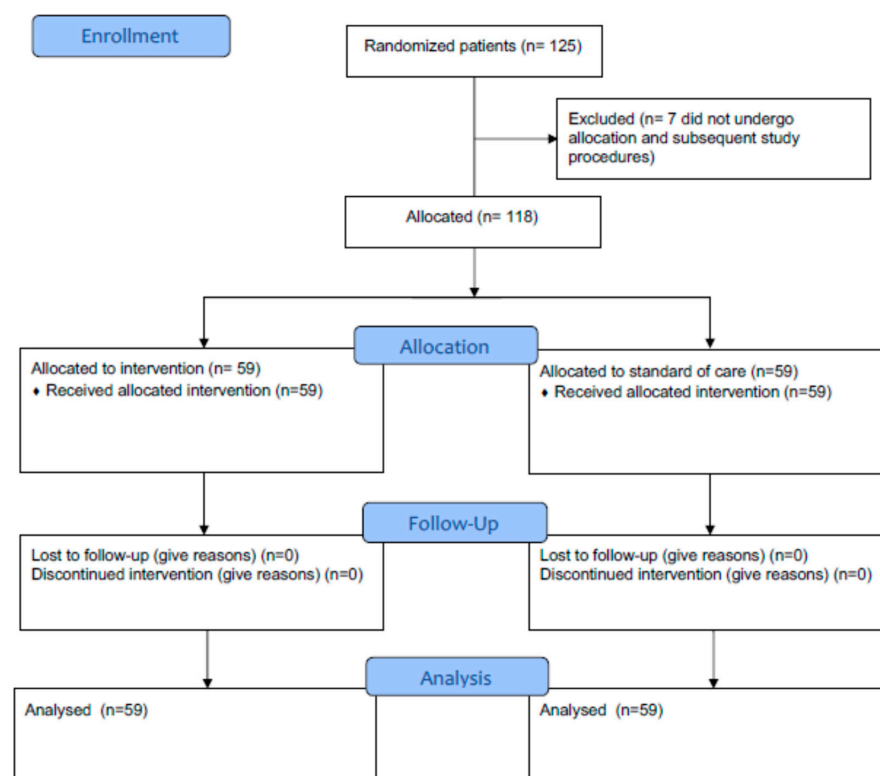 Enrollment
Randomized patients (n= 125)
Excluded (n= 7 did not undergo
allocation and subsequent study
procedures)
Allocated (n= 118)
Allocation
Allocated to intervention (n= 59)
♦ Received allocated intervention (n=59)
Allocated to standard of care (n=59)
♦ Received allocated intervention (n=59)
Follow-Up
Lost to follow-up (give reasons) (n=0)
Discontinued intervention (give reasons) (n=0)
Lost to follow-up (give reasons) (n=0)
Discontinued intervention (give reasons) (n=0)
Analysis
Analysed (n=59)
Analysed (n=59)